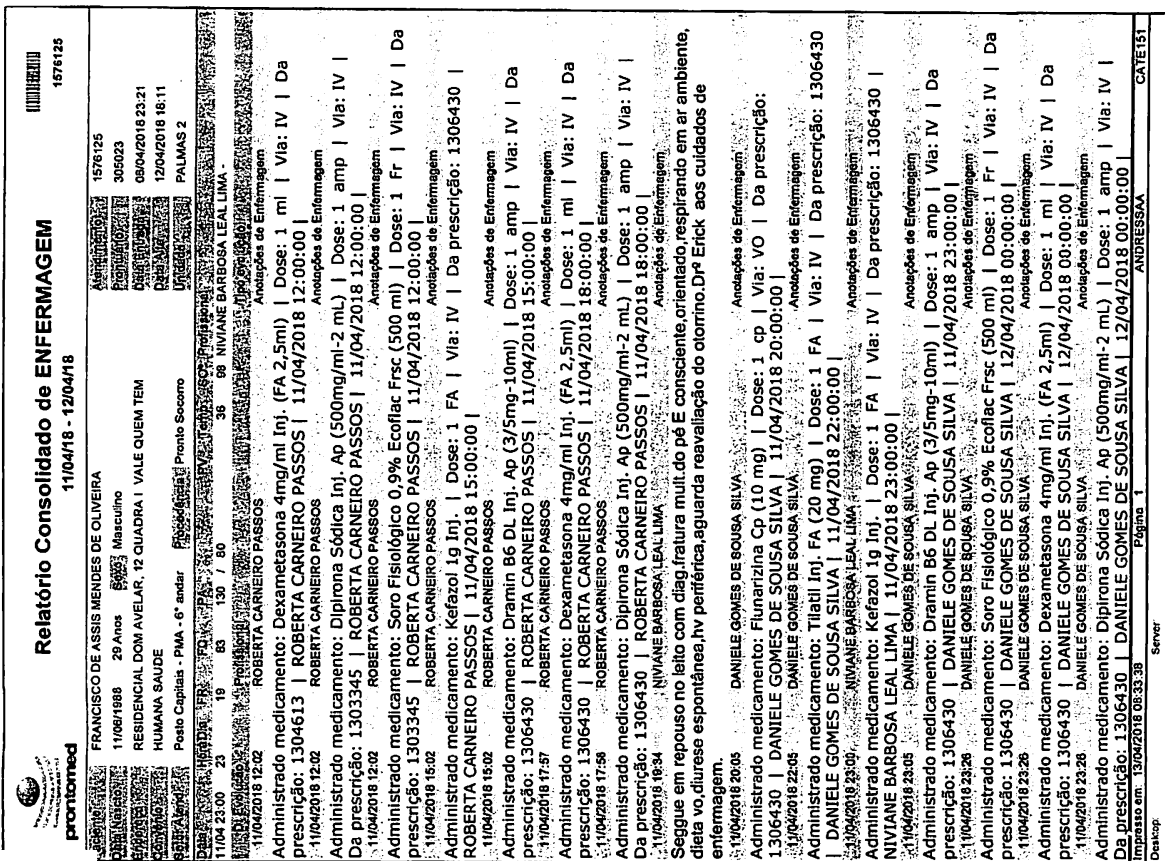 prontomed
Relatório Consolidado de ENFERMAGEM
11/04/18 - 12/04/18
1576125
FRANCISCO DE ASSIS MENDES DE OLIVEIRA
1576125
11/06/1988 29 Anos Masculino
305023
RESIDENCIAL DOM AVELAR, 12 QUADRA I VALE QUEM TEM
08/04/2018 23:21
HUMANA SAUDE
12/04/2018 18:11
Posto Capitais - PMA - 6° andar Pronto Socorro
PALMAS 2
11/04 23:00 23 19 83 130 / 80 36 98 NIVIANE BARBOSA LEAL LIMA -
11/04/2018 12:02 ROBERTA CARNEIRO PASSOS Anotações de Enfermagem
Administrado medicamento: Dexametasona 4mg/ml Inj. (FA 2,5ml) | Dose: 1 ml | Via: IV | Da
prescrição: 1304613 | ROBERTA CARNEIRO PASSOS | 11/04/2018 12:00:00 |
11/04/2018 12:02 ROBERTA CARNEIRO PASSOS Anotações de Enfermagem
Administrado medicamento: Dipirona Sódica Inj. Ap (500mg/ml-2 mL) | Dose: 1 amp | Via: IV |
Da prescrição: 1303345 | ROBERTA CARNEIRO PASSOS | 11/04/2018 12:00:00 |
11/04/2018 12:02 ROBERTA CARNEIRO PASSOS Anotações de Enfermagem
Administrado medicamento: Soro Fisiológico 0,9% Ecoflac Frsc (500 ml) | Dose: 1 Fr | Via: IV | Da
prescrição: 1303345 | ROBERTA CARNEIRO PASSOS | 11/04/2018 12:00:00 |
11/04/2018 15:02 ROBERTA CARNEIRO PASSOS Anotações de Enfermagem
Administrado medicamento: Kefazol 1g Inj. | Dose: 1 FA | Via: IV | Da prescrição: 1306430 |
ROBERTA CARNEIRO PASSOS | 11/04/2018 15:00:00 |
11/04/2018 15:02 ROBERTA CARNEIRO PASSOS Anotações de Enfermagem
Administrado medicamento: Dramin B6 DL Inj. Ap (3/5mg-10ml) | Dose: 1 amp | Via: IV | Da
prescrição: 1306430 | ROBERTA CARNEIRO PASSOS | 11/04/2018 15:00:00 |
11/04/2018 17:57 ROBERTA CARNEIRO PASSOS Anotações de Enfermagem
Administrado medicamento: Dexametasona 4mg/ml Inj. (FA 2,5ml) | Dose: 1 ml | Via: IV | Da
prescrição: 1306430 | ROBERTA CARNEIRO PASSOS | 11/04/2018 18:00:00 |
11/04/2018 17:58 ROBERTA CARNEIRO PASSOS Anotações de Enfermagem
Administrado medicamento: Dipirona Sódica Inj. Ap (500mg/ml-2 mL) | Dose: 1 amp | Via: IV |
Da prescrição: 1306430 | ROBERTA CARNEIRO PASSOS | 11/04/2018 18:00:00 |
11/04/2018 19:34 NIVIANE BARBOSA LEAL LIMA Anotações de Enfermagem
Seggue em repouso no leito com diag.fratura mult.do pé E consciente,orientado,respirando em ar ambiente,
dieta vo,diurese espontânea,hv periférica,aguarda reavaliação do otorrino.Drª Erick aos cuidados de
enfermagem.
11/04/2018 20:05 DANIELE GOMES DE SOUSA SILVA Anotações de Enfermagem
Administrado medicamento: Flunarizina Cp (10 mg) | Dose: 1 cp | Via: VO | Da prescrição:
1306430 | DANIELE GOMES DE SOUSA SILVA | 11/04/2018 20:00:00 |
11/04/2018 22:05 DANIELE GOMES DE SOUSA SILVA Anotações de Enfermagem
Administrado medicamento: Tilatil Inj. FA (20 mg) | Dose: 1 FA | Via: IV | Da prescrição: 1306430
| DANIELE GOMES DE SOUSA SILVA | 11/04/2018 22:00:00 |
11/04/2018 23:00 NIVIANE BARBOSA LEAL LIMA Anotações de Enfermagem
Administrado medicamento: Kefazol 1g Inj. | Dose: 1 FA | Via: IV | Da prescrição: 1306430 |
NIVIANE BARBOSA LEAL LIMA | 11/04/2018 23:00:00 |
11/04/2018 23:05 DANIELE GOMES DE SOUSA SILVA Anotações de Enfermagem
Administrado medicamento: Dramin B6 DL Inj. Ap (3/5mg-10ml) | Dose: 1 amp | Via: IV | Da
prescrição: 1306430 | DANIELE GOMES DE SOUSA SILVA | 11/04/2018 23:00:00 |
11/04/2018 23:26 DANIELE GOMES DE SOUSA SILVA Anotações de Enfermagem
Administrado medicamento: Soro Fisiológico 0,9% Ecoflac Frsc (500 ml) | Dose: 1 Fr | Via: IV | Da
prescrição: 1306430 | DANIELE GOMES DE SOUSA SILVA | 12/04/2018 00:00:00 |
11/04/2018 23:26 DANIELE GOMES DE SOUSA SILVA Anotações de Enfermagem
Administrado medicamento: Dexametasona 4mg/ml Inj. (FA 2,5ml) | Dose: 1 ml | Via: IV | Da
prescrição: 1306430 | DANIELE GOMES DE SOUSA SILVA | 12/04/2018 00:00:00 |
11/04/2018 23:26 DANIELE GOMES DE SOUSA SILVA Anotações de Enfermagem
Administrado medicamento: Dipirona Sódica Inj. Ap (500mg/ml-2 mL) | Dose: 1 amp | Via: IV |
Da prescrição: 1306430 | DANIELE GOMES DE SOUSA SILVA | 12/04/2018 00:00:00 |
Impresso em: 13/04/2018 08:33:38 Página 1 ANDRESSAA CATE151
Dskop: Server